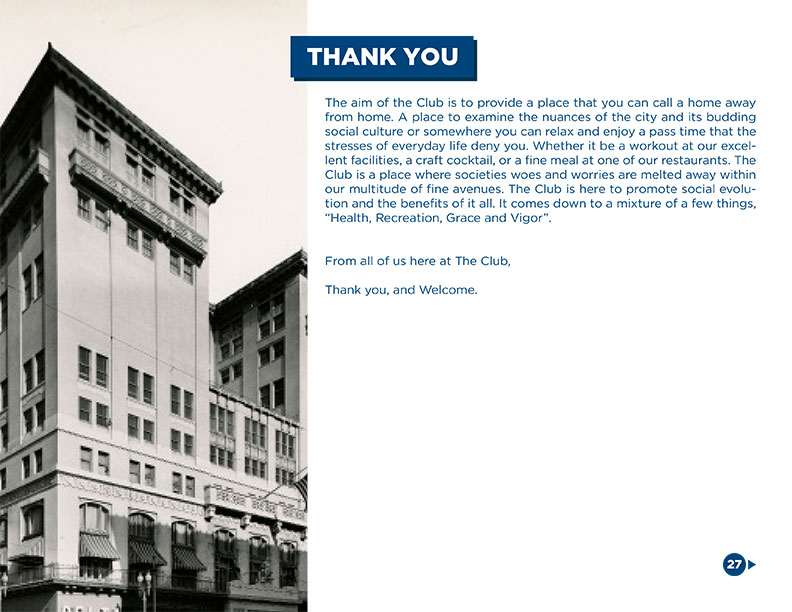 THANK YOU
The aim of the Club is to provide a place that you can call a home away
from home. A place to examine the nuances of the city and its budding
social culture or somewhere you can relax and enjoy a pass time that the
stresses of everyday life deny you. Whether it be a workout at our excel-
lent facilities, a craft cocktail, or a fine meal at one of our restaurants. The
Club is a place where societies woes and worries are melted away within
our multitude of fine avenues. The Club is here to promote social evolu-
tion and the benefits of it all. It comes down to a mixture of a few things,
“Health, Recreation, Grace and Vigor”.
From all of us here at The Club,
Thank you, and Welcome.
27